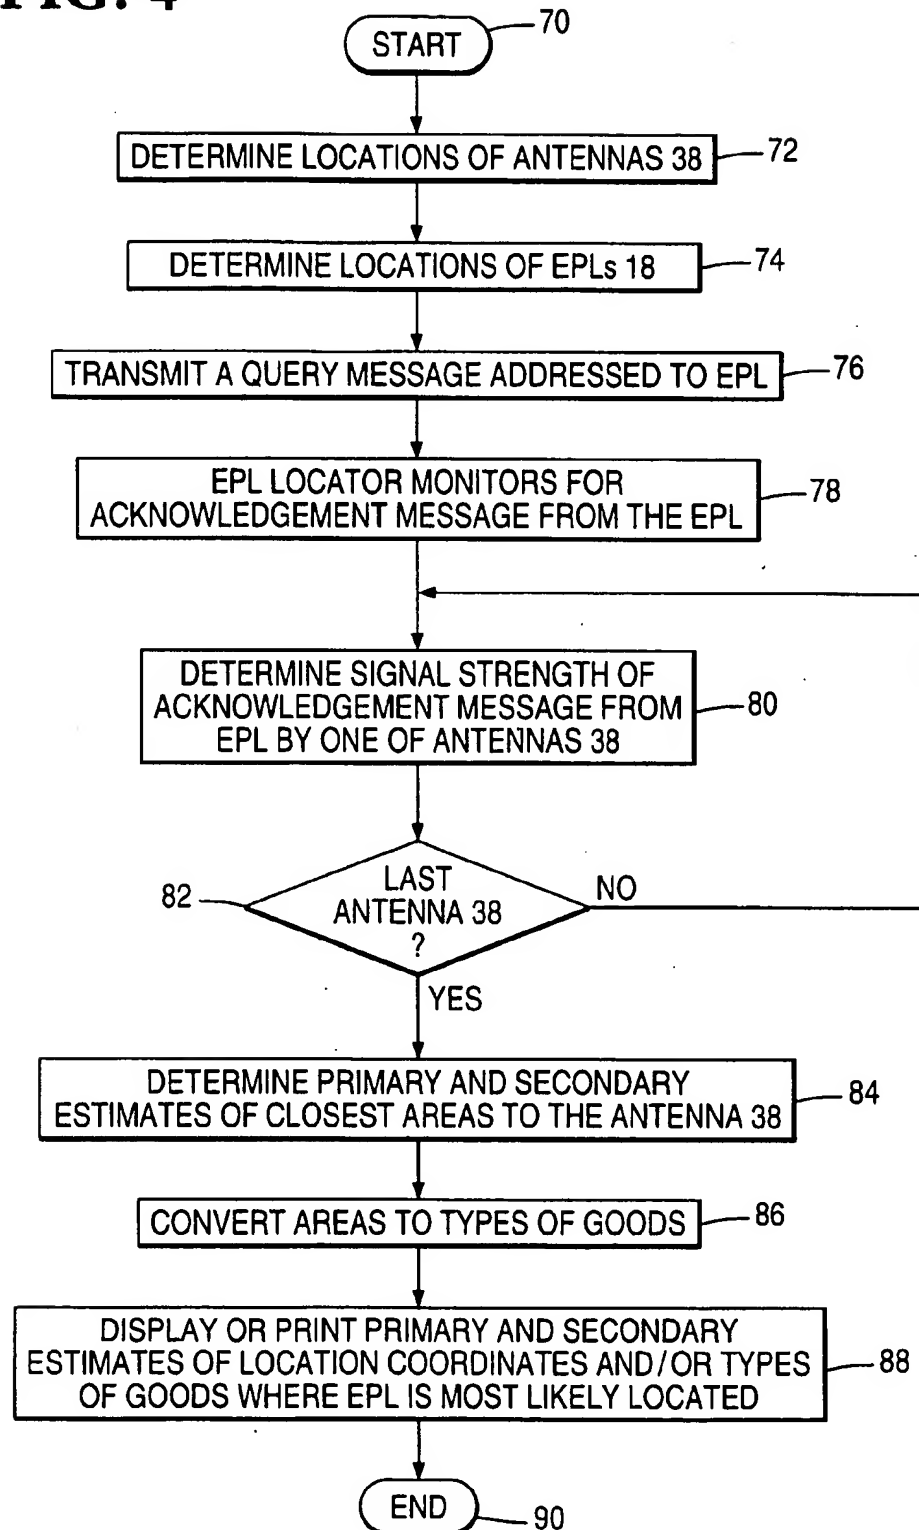 FIG. 4
START
70
DETERMINE LOCATIONS OF ANTENNAS 38
72
DETERMINE LOCATIONS OF EPLs 18
74
TRANSMIT A QUERY MESSAGE ADDRESSED TO EPL
76
EPL LOCATOR MONITORS FOR
ACKNOWLEDGEMENT MESSAGE FROM THE EPL
78
DETERMINE SIGNAL STRENGTH OF
ACKNOWLEDGEMENT MESSAGE FROM
EPL BY ONE OF ANTENNAS 38
80
82
LAST
ANTENNA 38
?
NO
YES
DETERMINE PRIMARY AND SECONDARY
ESTIMATES OF CLOSEST AREAS TO THE ANTENNA 38
84
CONVERT AREAS TO TYPES OF GOODS
86
DISPLAY OR PRINT PRIMARY AND SECONDARY
ESTIMATES OF LOCATION COORDINATES AND/OR TYPES
OF GOODS WHERE EPL IS MOST LIKELY LOCATED
88
END
90